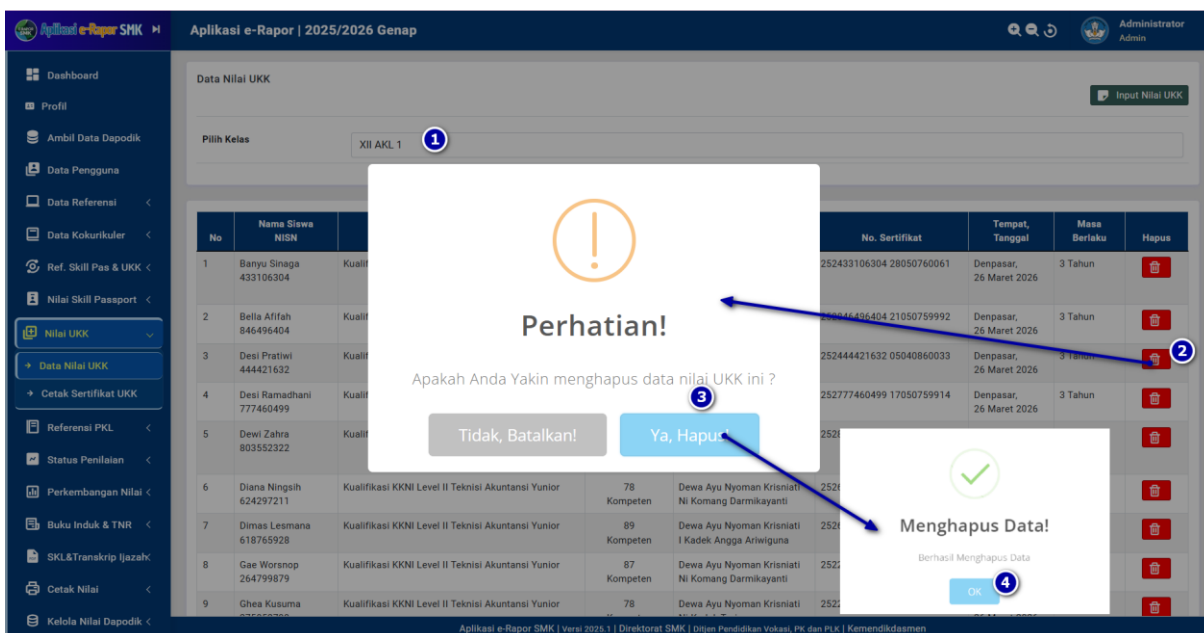 Aplikasi e-Rapor SMK
Aplikasi e-Rapor | 2025/2026 Genap
Administrator
Admin
Dashboard
Profil
Ambil Data Dapodik
Data Pengguna
Data Referensi
Data Kokurikuler
Ref. Skill Pas & UKK
Nilai Skill Passport
Nilai UKK
Data Nilai UKK
Cetak Sertifikat UKK
Referensi PKL
Status Penilaian
Perkembangan Nilai
Buku Induk & TNR
SKL&Transkrip Ijazah
Cetak Nilai
Kelola Nilai Dapodik
Data Nilai UKK
Input Nilai UKK
Pilih Kelas
XII AKL 1
1
No
Nama Siswa
NISN
No. Sertifikat
Tempat,
Tanggal
Masa
Berlaku
Hapus
1 Banyu Sinaga 252433106304 28050760061 Denpasar, 3 Tahun
433106304 26 Maret 2026
2 Bella Afifah 21050759992 Denpasar, 3 Tahun
846496404 26 Maret 2026
3 Desi Pratiwi 252444421632 05040860033 Denpasar, 3 Tahun
444421632 26 Maret 2026
2
4 Desi Ramadhani 252777460499 17050759914 Denpasar, 3 Tahun
777460499 26 Maret 2026
5 Dewi Zahra
803552322
6 Diana Ningsih Kualifikasi KKNI Level II Teknisi Akuntansi Yunior 78 Dewa Ayu Nyoman Krisniati
624297211 Kompeten Ni Komang Darmikayanti
7 Dimas Lesmana Kualifikasi KKNI Level II Teknisi Akuntansi Yunior 89 Dewa Ayu Nyoman Krisniati
618765928 Kompeten I Kadek Angga Ariwiguna
8 Gae Worsnop Kualifikasi KKNI Level II Teknisi Akuntansi Yunior 87 Dewa Ayu Nyoman Krisniati
264799879 Kompeten Ni Komang Darmikayanti
9 Ghea Kusuma Kualifikasi KKNI Level II Teknisi Akuntansi Yunior 78 Dewa Ayu Nyoman Krisniati
Perhatian!
Apakah Anda Yakin menghapus data nilai UKK ini ?
3
Tidak, Batalkan!
Ya, Hapus!
Menghapus Data!
Berhasil Menghapus Data
OK
4
Aplikasi e-Rapor SMK | Versi 2025.1 | Direktorat SMK | Ditjen Pendidikan Vokasi, PK dan PLK | Kemendikdasmen